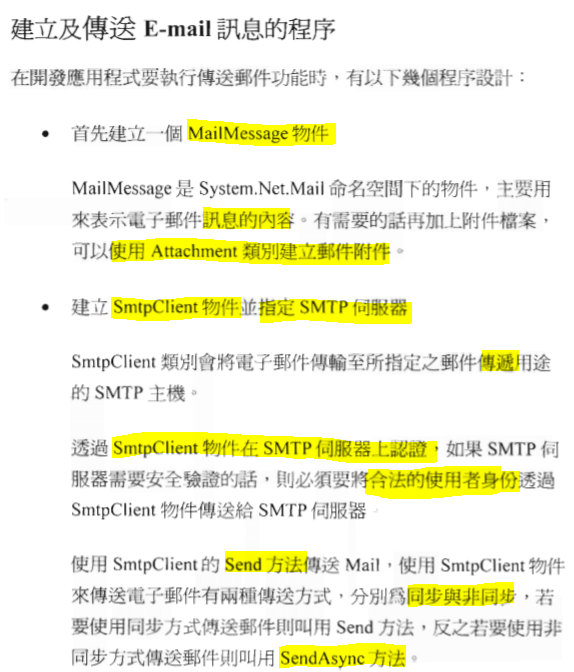 建立及傳送 E-mail 訊息的程序
在開發應用程式要執行傳送郵件功能時，有以下幾個程序設計：
• 首先建立一個 MailMessage 物件
MailMessage 是 System.Net.Mail 命名空間下的物件，主要用
來表示電子郵件訊息的內容。有需要的話再加上附件檔案，
可以使用 Attachment 類別建立郵件附件。
• 建立 SmtpClient 物件並指定 SMTP 伺服器
SmtpClient 類別會將電子郵件傳輸至所指定之郵件傳遞用途
的 SMTP 主機。
透過 SmtpClient 物件在 SMTP 伺服器上認證，如果 SMTP 伺
服器需要安全驗證的話，則必須要將合法的使用者身份透過
SmtpClient 物件傳送給 SMTP 伺服器。
使用 SmtpClient 的 Send 方法傳送 Mail，使用 SmtpClient 物件
來傳送電子郵件有兩種傳送方式，分別為同步與非同步，若
要使用同步方式傳送郵件則叫用 Send 方法，反之若要使用非
同步方式傳送郵件則叫用 SendAsync 方法。